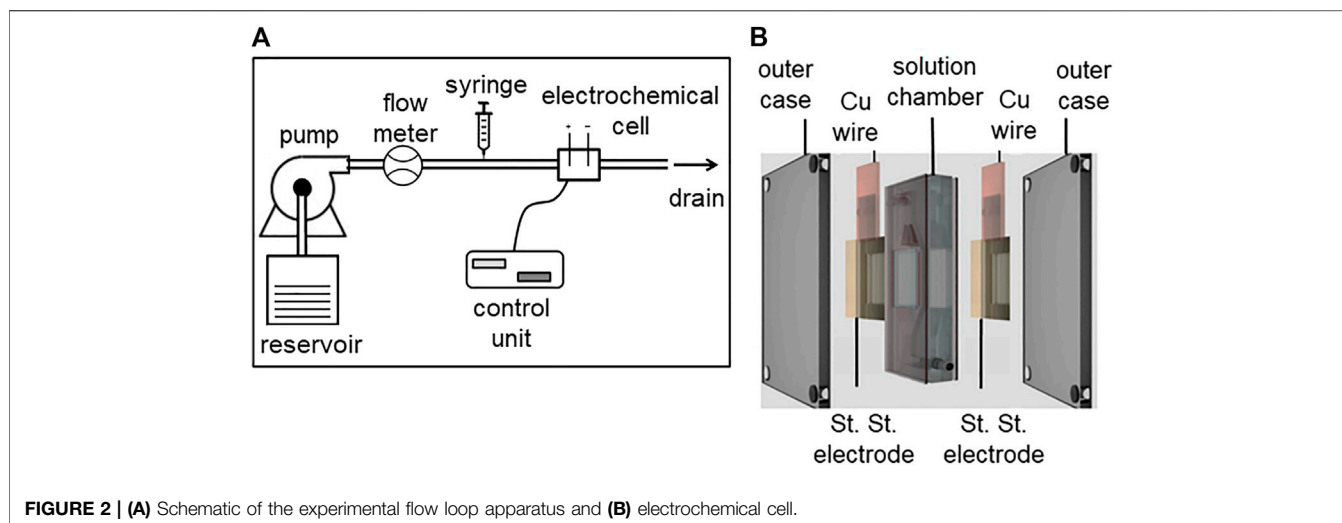 A
pump
flow
meter
syringe
electrochemical
cell
+ −
drain
control
unit
reservoir
B
outer
case
Cu
wire
solution
chamber
Cu
wire
outer
case
St. St.
electrode
St. St.
electrode
FIGURE 2 | (A) Schematic of the experimental flow loop apparatus and (B) electrochemical cell.